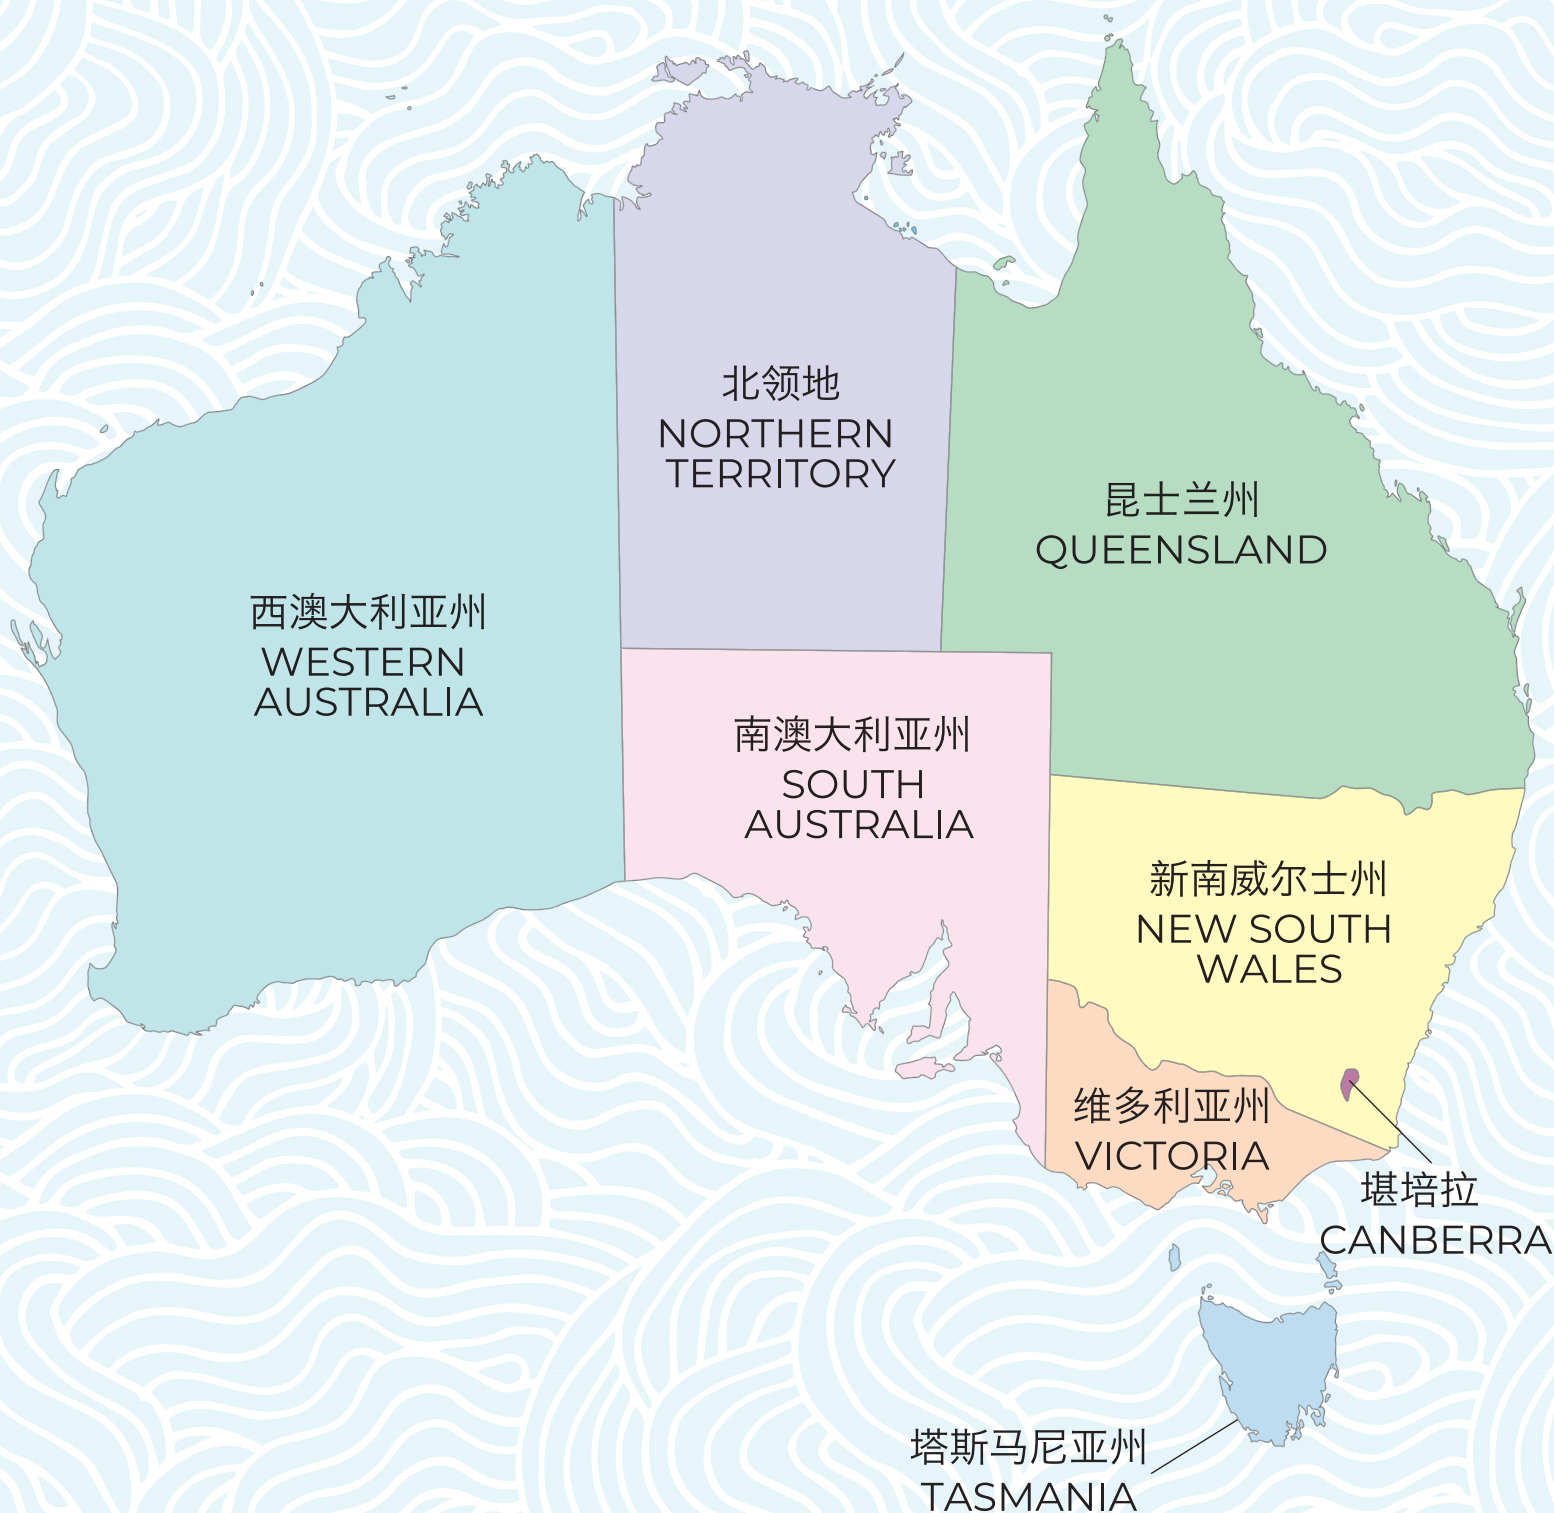 北领地
NORTHERN
TERRITORY
昆士兰州
QUEENSLAND
西澳大利亚州
WESTERN
AUSTRALIA
南澳大利亚州
SOUTH
AUSTRALIA
新南威尔士州
NEW SOUTH
WALES
维多利亚州
VICTORIA
堪培拉
CANBERRA
塔斯马尼亚州
TASMANIA